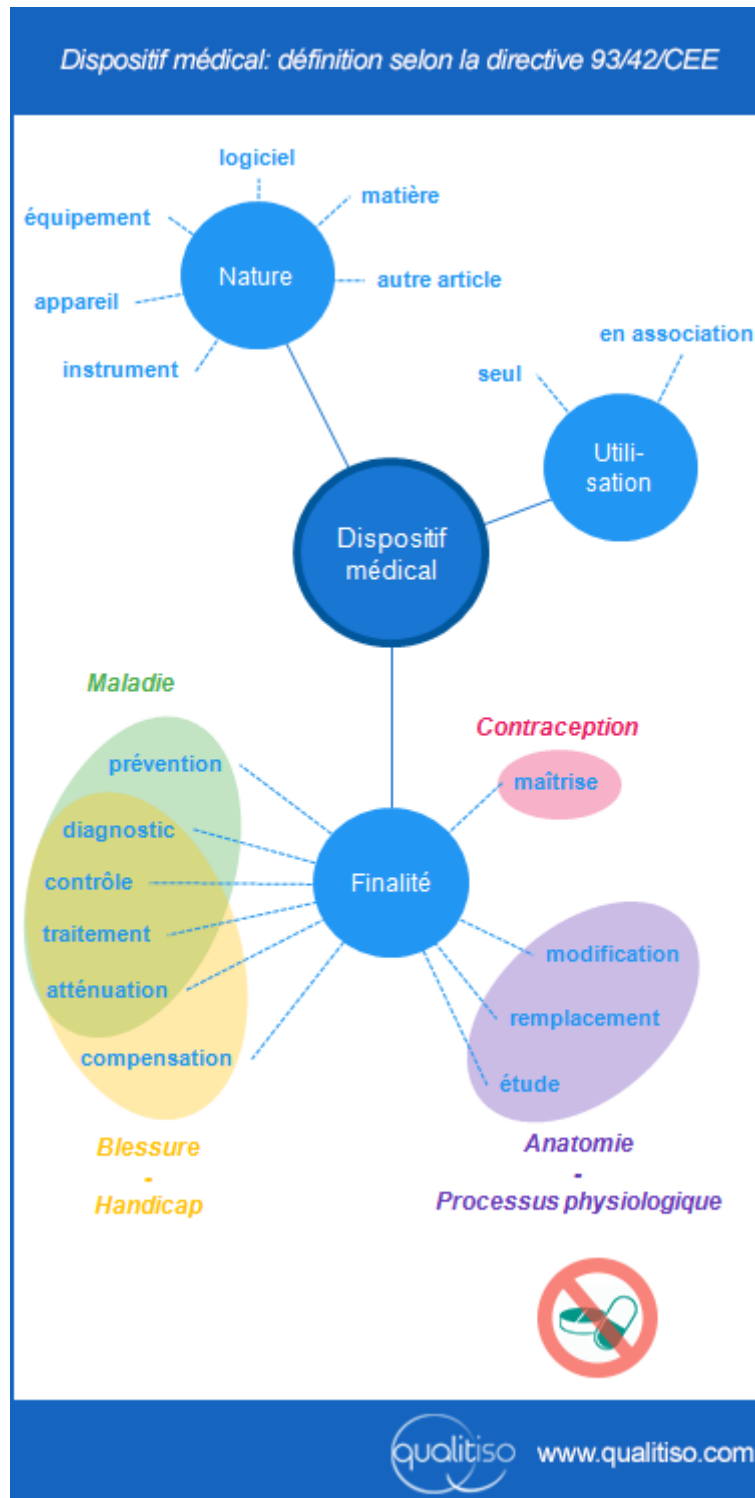 Dispositif médical: définition selon la directive 93/42/CEE
logiciel
matière
équipement
Nature
autre article
appareil
instrument
en association
seul
Utili-
sation
Dispositif
médical
Maladie
Contraception
prévention
maîtrise
diagnostic
contrôle
Finalité
traitement
modification
atténuation
remplacement
compensation
étude
Blessure
-
Handicap
Anatomie
-
Processus physiologique
qualitiso
www.qualitiso.com